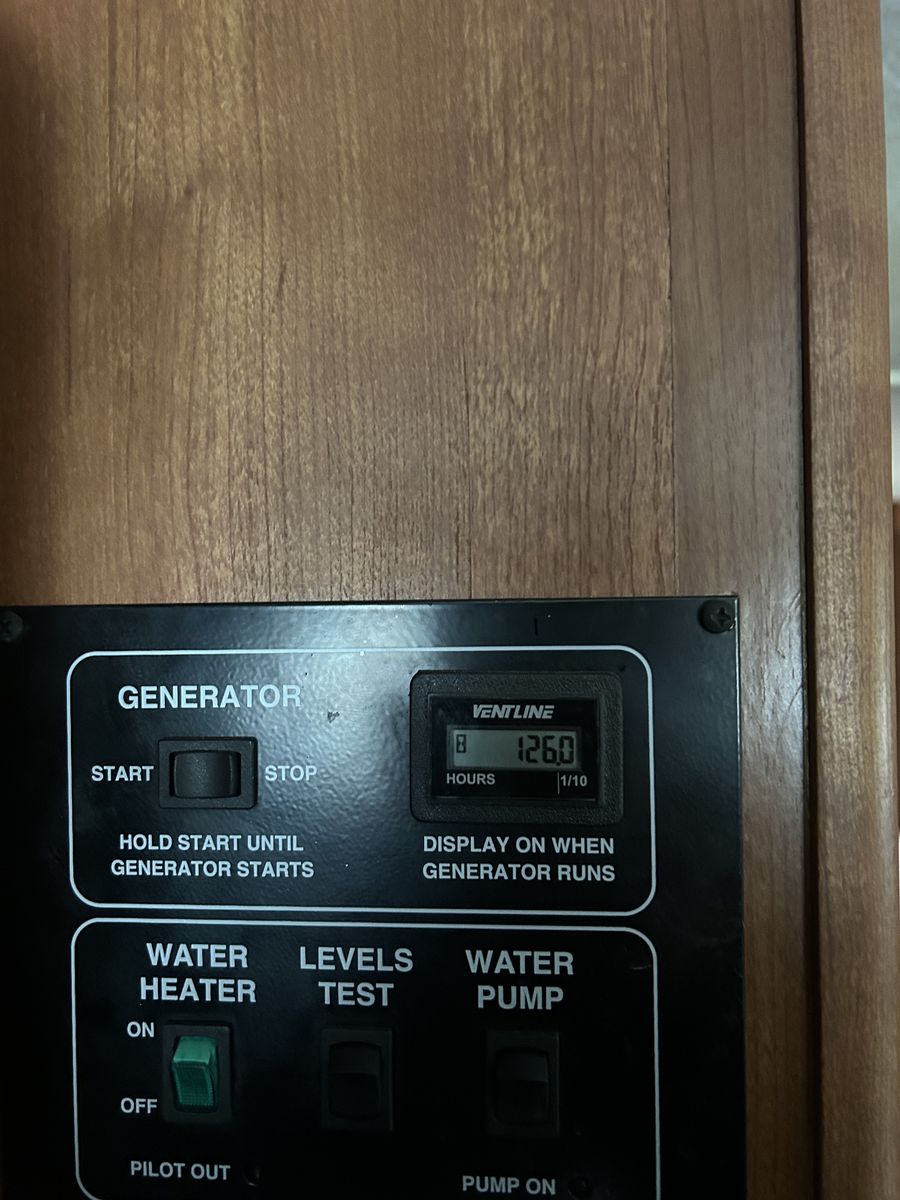 GENERATOR
START
STOP
HOLD START UNTIL
GENERATOR STARTS
VENTLINE
126.0
HOURS
1/10
DISPLAY ON WHEN
GENERATOR RUNS
WATER
HEATER
ON
OFF
PILOT OUT
LEVELS
TEST
WATER
PUMP
PUMP ON